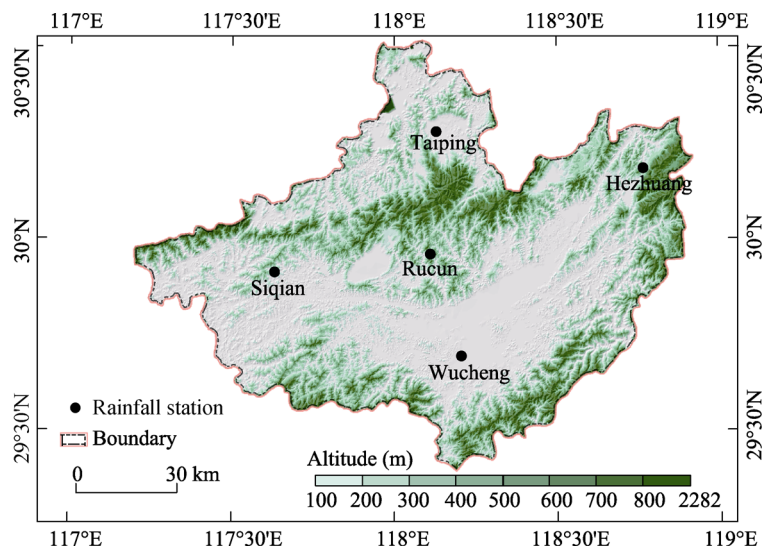 117°E 117°30'E 118°E 118°30'E 119°E
30°30'N 30°30'N
Taiping
Hezhuang
30°N 30°N
Rucun
Siqian
Wucheng
Rainfall station
Boundary
29°30'N 29°30'N
Altitude (m)
0 30 km
100 200 300 400 500 600 700 800 2282
117°E 117°30'E 118°E 118°30'E 119°E